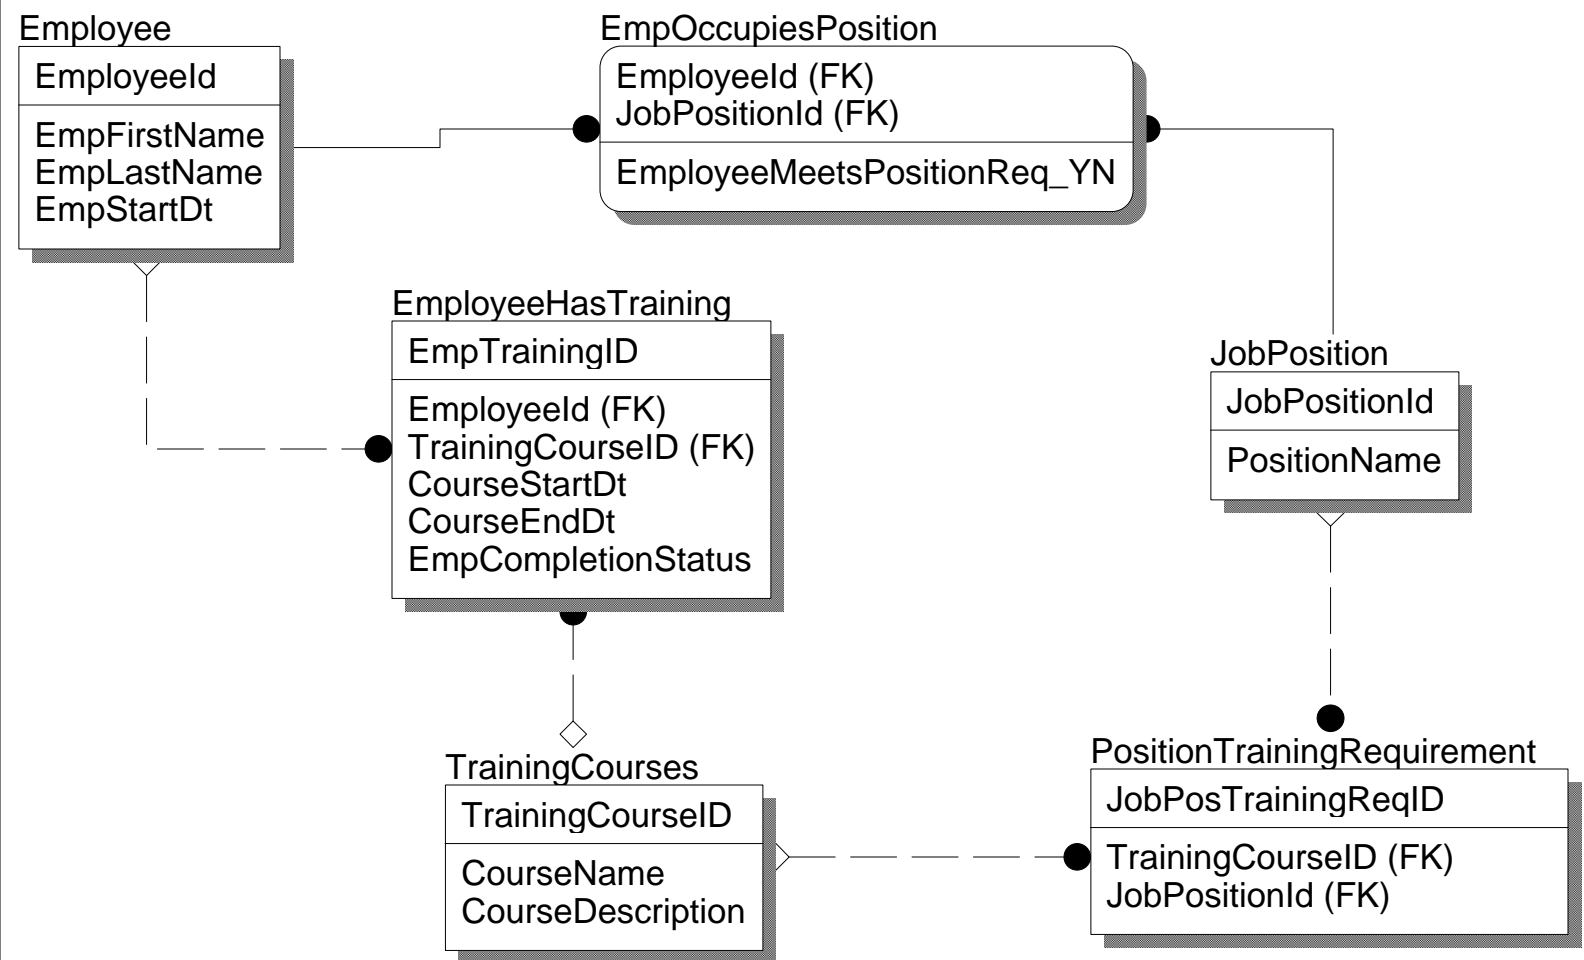 Employee
EmployeeId
EmpFirstName
EmpLastName
EmpStartDt
EmpOccupiesPosition
EmployeeId (FK)
JobPositionId (FK)
EmployeeMeetsPositionReq_YN
EmployeeHasTraining
EmpTrainingID
EmployeeId (FK)
TrainingCourseID (FK)
CourseStartDt
CourseEndDt
EmpCompletionStatus
JobPosition
JobPositionId
PositionName
TrainingCourses
TrainingCourseID
CourseName
CourseDescription
PositionTrainingRequirement
JobPosTrainingReqID
TrainingCourseID (FK)
JobPositionId (FK)